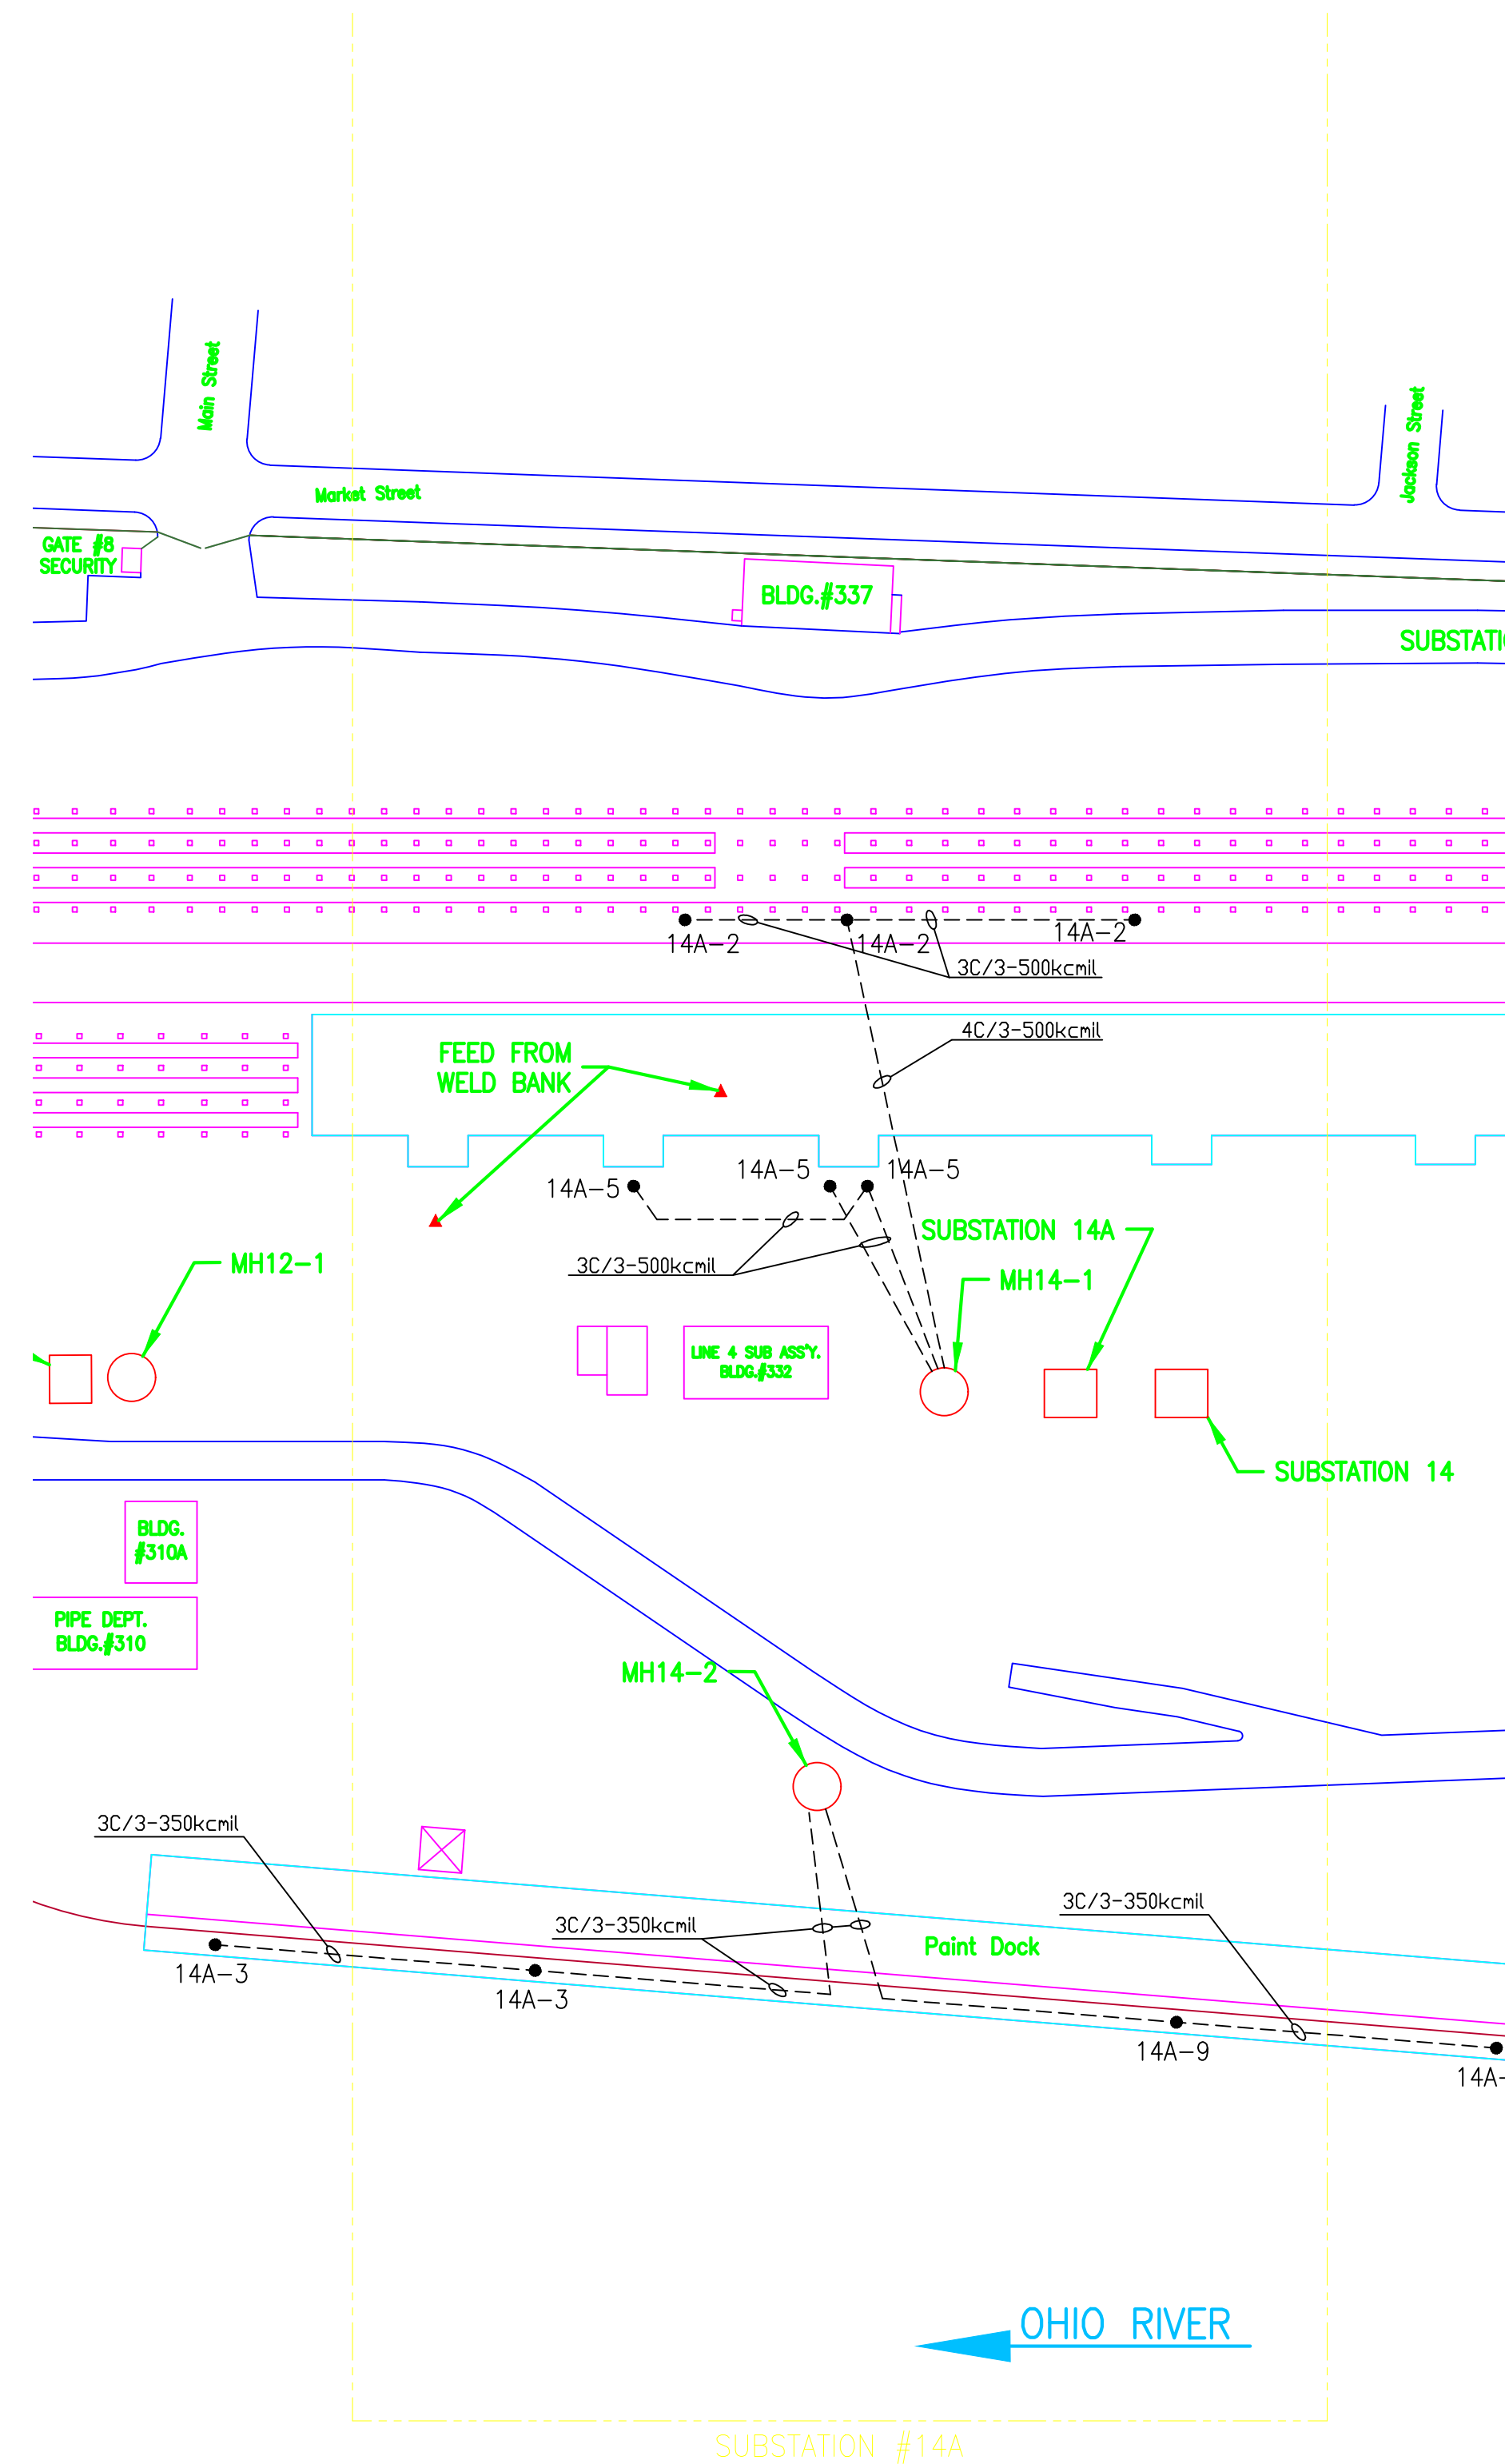 Main Street
Jackson Street
Market Street
GATE #8
SECURITY
BLDG.#337
14A-2
14A-2
14A-2
3C/3-500kcmil
4C/3-500kcmil
FEED FROM
WELD BANK
14A-5
14A-5
14A-5
SUBSTATION 14A
MH12-1
3C/3-500kcmil
MH14-1
LINE 4 SUB ASS'Y.
BLDG.#332
SUBSTATION 14
BLDG.
#310A
PIPE DEPT.
BLDG.#310
MH14-2
3C/3-350kcmil
3C/3-350kcmil
3C/3-350kcmil
Paint Dock
14A-3
14A-3
14A-9
OHIO RIVER
SUBSTATION #14A